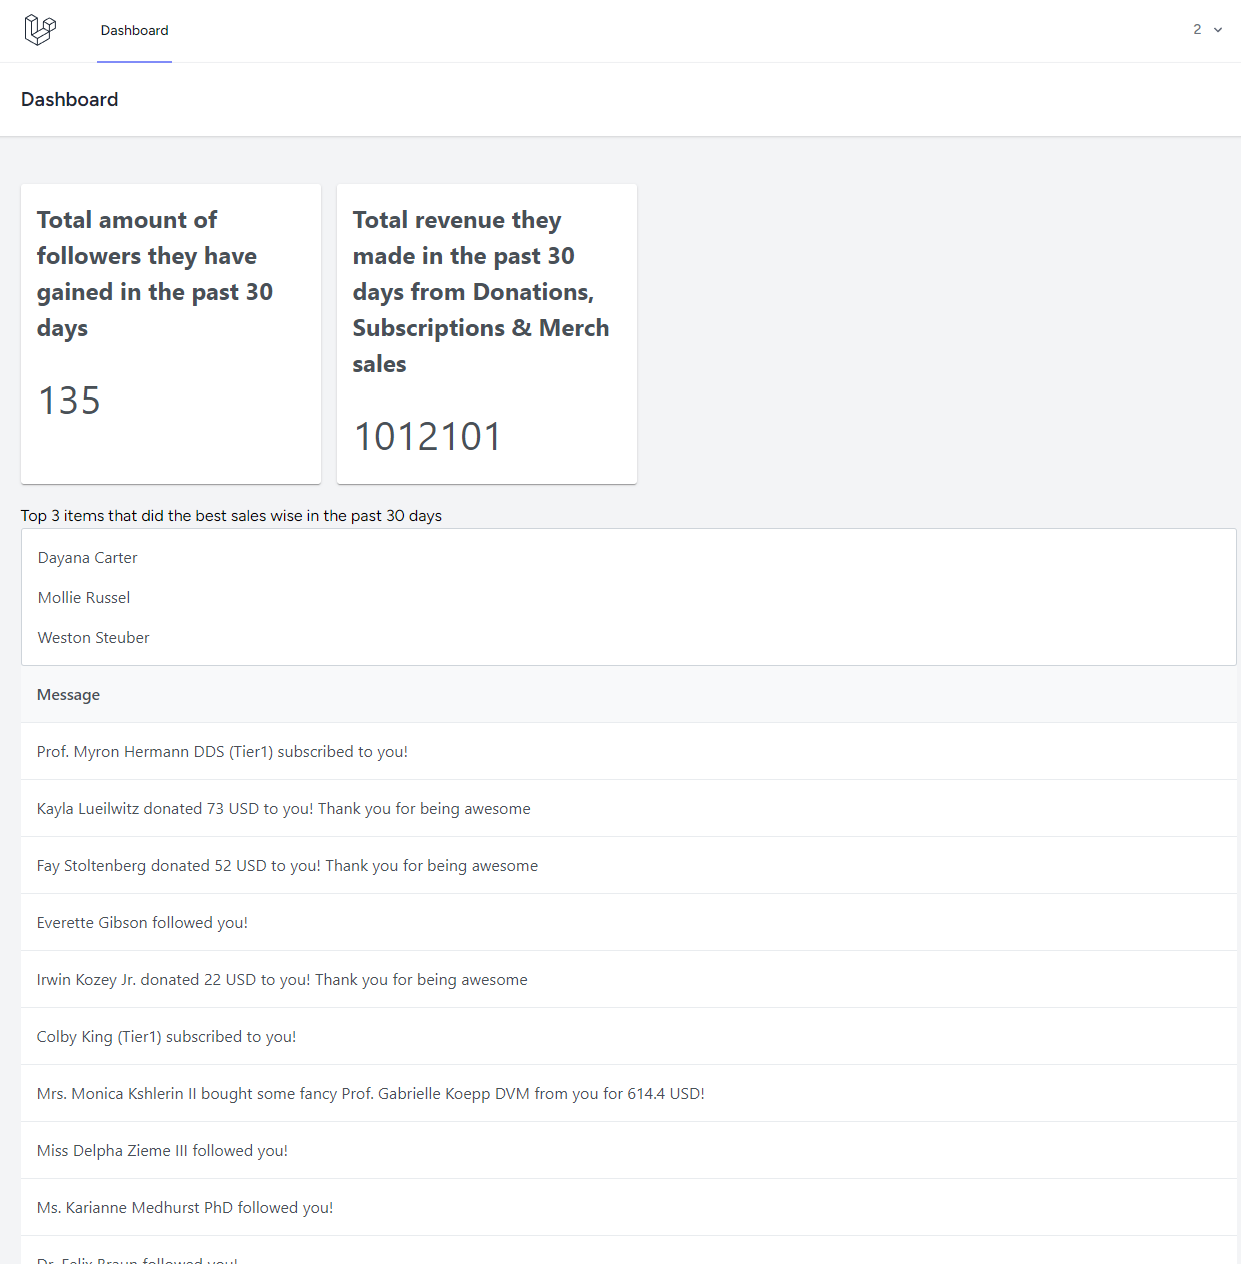 Dashboard
2
Dashboard
Total amount of
followers they have
gained in the past 30
days
135
Total revenue they
made in the past 30
days from Donations,
Subscriptions & Merch
sales
1012101
Top 3 items that did the best sales wise in the past 30 days
Dayana Carter
Mollie Russel
Weston Steuber
Message
Prof. Myron Hermann DDS (Tier1) subscribed to you!
Kayla Lueilwitz donated 73 USD to you! Thank you for being awesome
Fay Stoltenberg donated 52 USD to you! Thank you for being awesome
Everette Gibson followed you!
Irwin Kozey Jr. donated 22 USD to you! Thank you for being awesome
Colby King (Tier1) subscribed to you!
Mrs. Monica Kshlerin II bought some fancy Prof. Gabrielle Koepp DVM from you for 614.4 USD!
Miss Delpha Zieme III followed you!
Ms. Karianne Medhurst PhD followed you!
Dr. Felix Braun followed you!